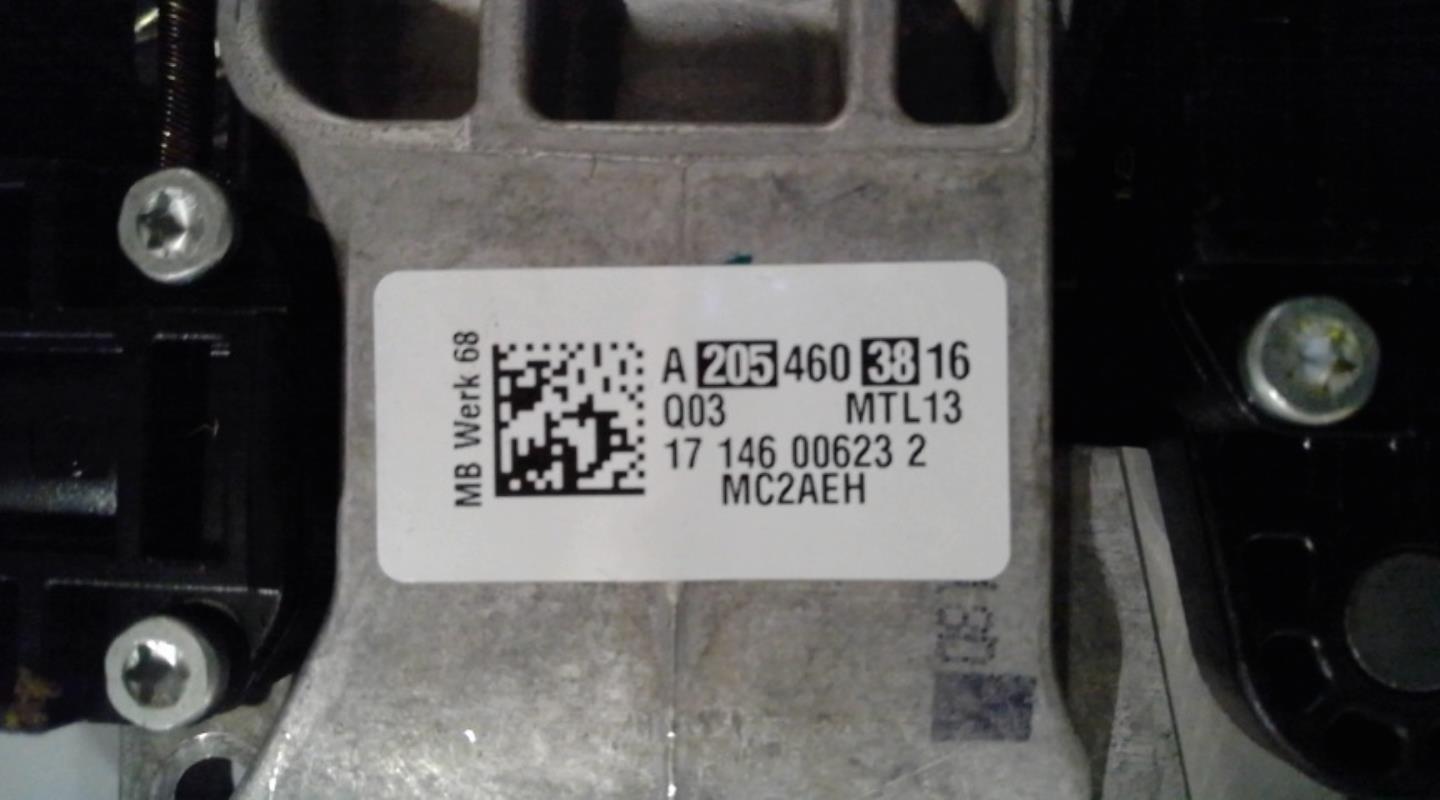 MB Werk 68
A 205 460 38 16
Q03 MTL13
17 146 00623 2
MC2AEH